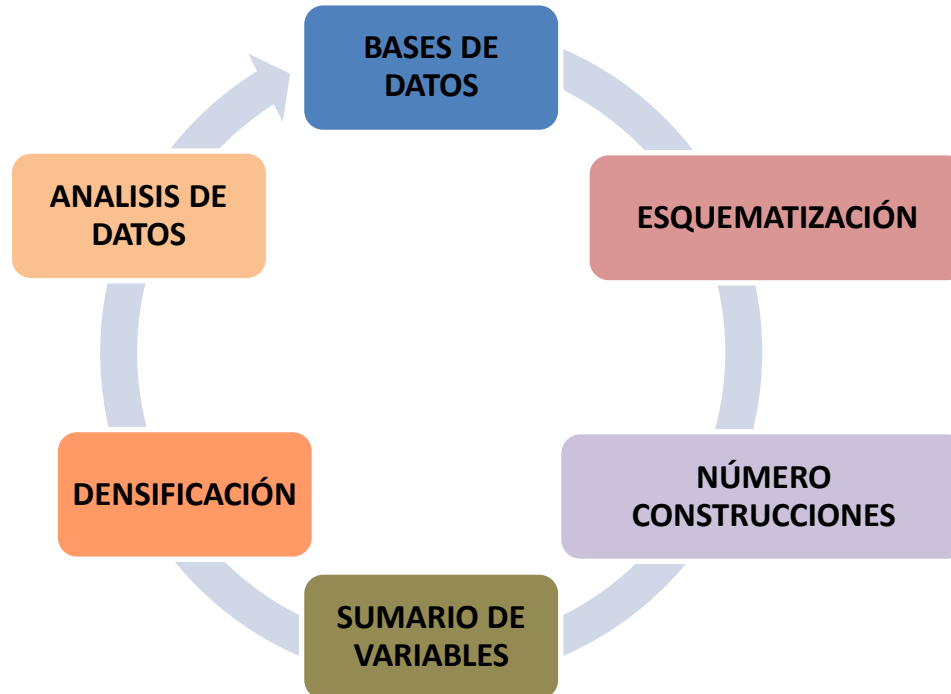 BASES DE
DATOS
ESQUEMATIZACIÓN
NÚMERO
CONSTRUCCIONES
SUMARIO DE
VARIABLES
DENSIFICACIÓN
ANALISIS DE
DATOS